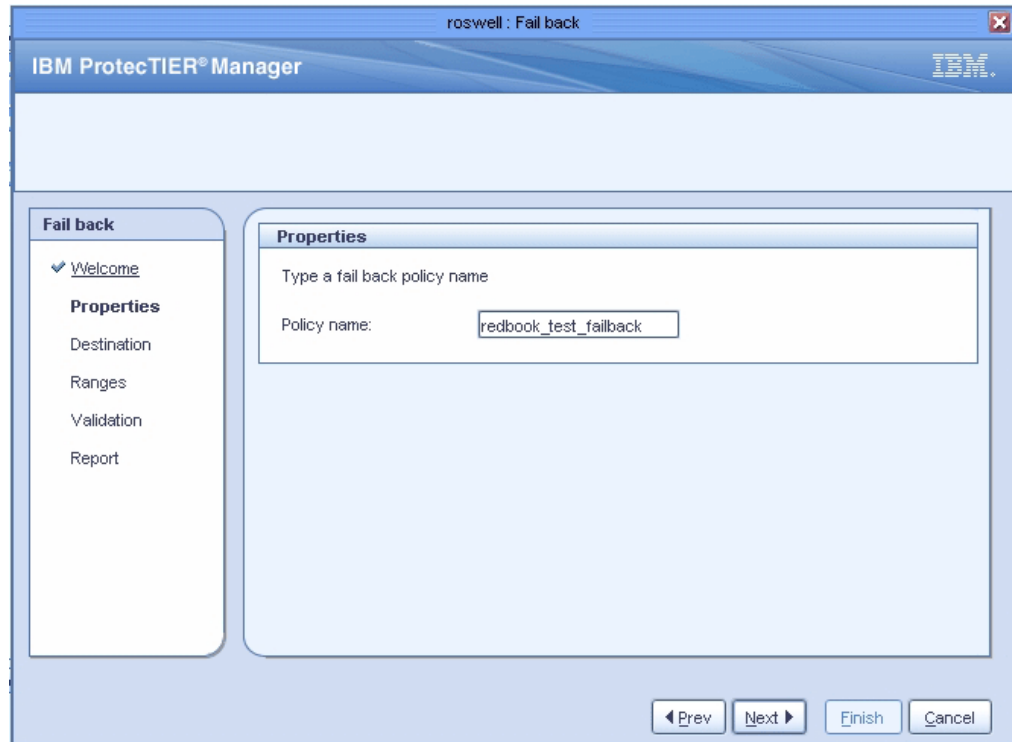 roswell : Fail back
IBM ProtecTIER® Manager
IBM.
Fail back
Welcome
Properties
Destination
Ranges
Validation
Report
Properties
Type a fail back policy name
Policy name: redbook_test_failback
Prev Next Finish Cancel